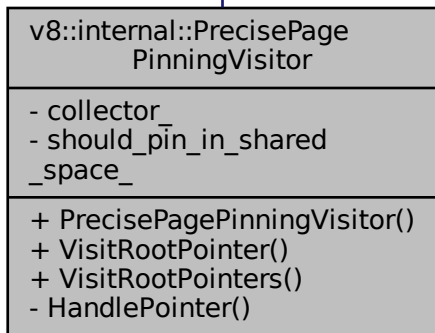 v8::internal::PrecisePage
PinningVisitor
- collector_
- should_pin_in_shared
_space_
+ PrecisePagePinningVisitor()
+ VisitRootPointer()
+ VisitRootPointers()
- HandlePointer()